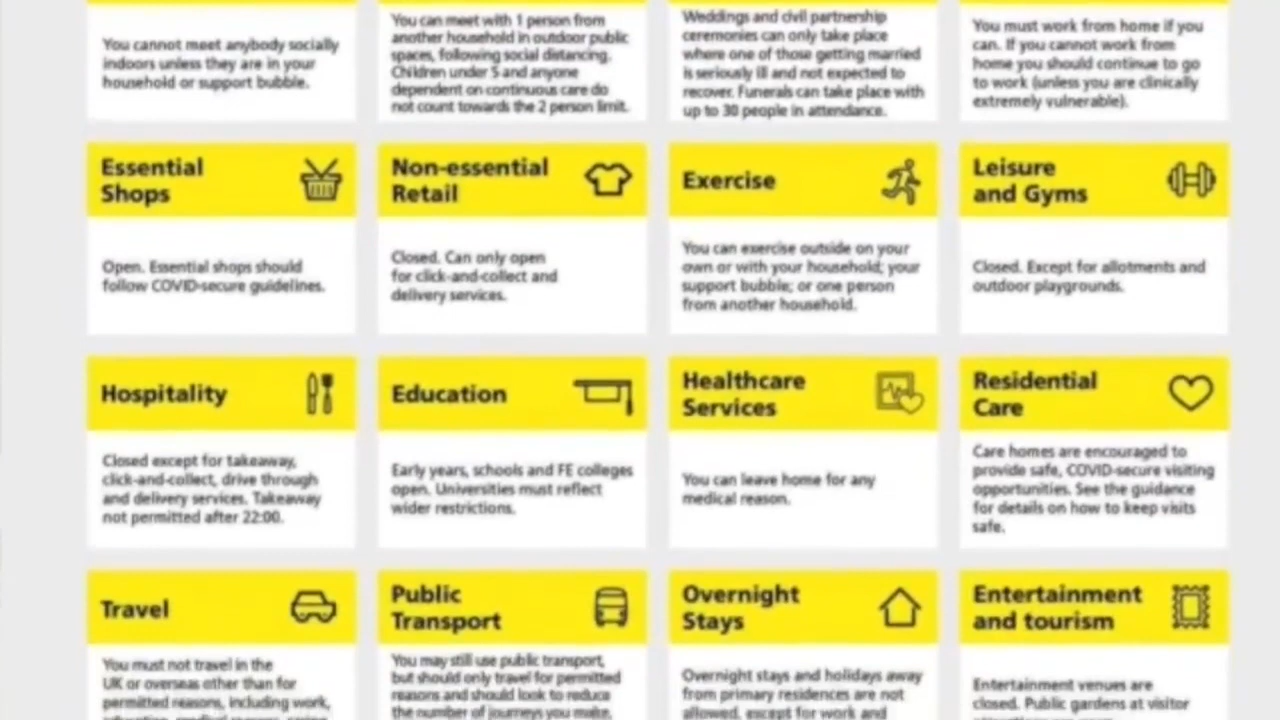 You cannot meet anybody socially
indoors unless they are in your
household or support bubble.
You can meet with 1 person from
another household in outdoor public
spaces, following social distancing.
Children under 5 and anyone
dependent on continuous care do
not count towards the 2 person limit.
Weddings and civil partnership
ceremonies can only take place
where one of those getting married
is seriously ill and not expected to
recover. Funerals can take place with
up to 30 people in attendance.
You must work from home if you
can. If you cannot work from
home you should continue to go
to work (unless you are clinically
extremely vulnerable).
Essential
Shops
Open. Essential shops should
follow COVID-secure guidelines.
Non-essential
Retail
Closed. Can only open
for click-and-collect and
delivery services.
Exercise
You can exercise outside on your
own or with your household; your
support bubble; or one person
from another household.
Leisure
and Gyms
Closed. Except for allotments and
outdoor playgrounds.
Hospitality
Closed except for takeaway,
click-and-collect, drive through
and delivery services. Takeaway
not permitted after 22:00.
Education
Early years, schools and FE colleges
open. Universities must reflect
wider restrictions.
Healthcare
Services
You can leave home for any
medical reason.
Residential
Care
Care homes are encouraged to
provide safe, COVID-secure visiting
opportunities. See the guidance
for details on how to keep visits
safe.
Travel
You must not travel in the
UK or overseas other than for
permitted reasons, including work,
Public
Transport
You may still use public transport,
but should only travel for permitted
reasons and should look to reduce
the number of journeys you make,
Overnight
Stays
Overnight stays and holidays away
from primary residences are not
allowed, except for work and
Entertainment
and tourism
Entertainment venues are
closed. Public gardens at visitor